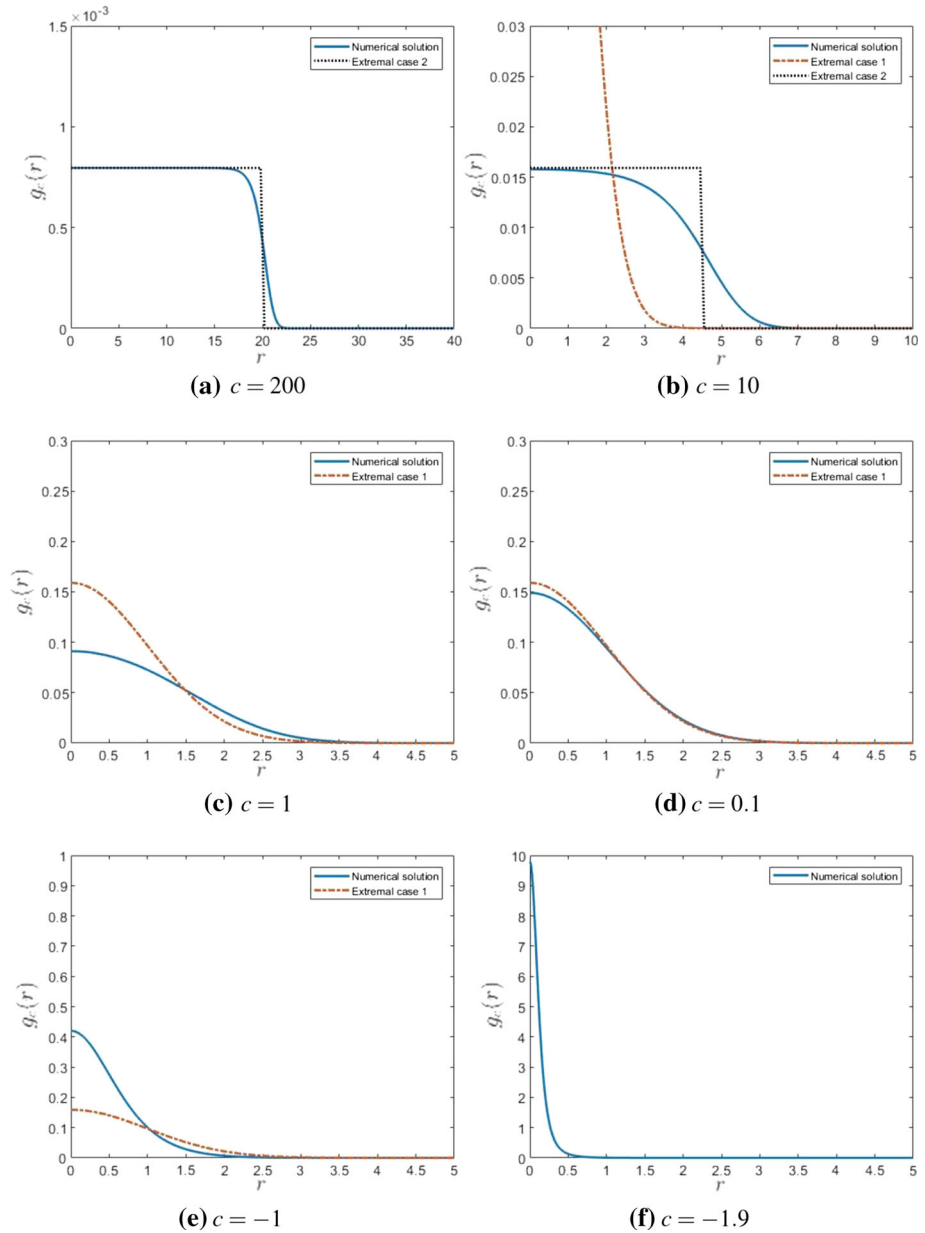 ×10⁻³
1.5
1
0.5
0
g_c(r)
0 5 10 15 20 25 30 35 40
r
Numerical solution
Extremal case 2
(a) c = 200
0.03
0.025
0.02
0.015
0.01
0.005
0
g_c(r)
0 1 2 3 4 5 6 7 8 9 10
r
Numerical solution
Extremal case 1
Extremal case 2
(b) c = 10
0.3
0.25
0.2
0.15
0.1
0.05
0
g_c(r)
0 0.5 1 1.5 2 2.5 3 3.5 4 4.5 5
r
Numerical solution
Extremal case 1
(c) c = 1
0.3
0.25
0.2
0.15
0.1
0.05
0
g_c(r)
0 0.5 1 1.5 2 2.5 3 3.5 4 4.5 5
r
Numerical solution
Extremal case 1
(d) c = 0.1
1
0.9
0.8
0.7
0.6
0.5
0.4
0.3
0.2
0.1
0
g_c(r)
0 0.5 1 1.5 2 2.5 3 3.5 4 4.5 5
r
Numerical solution
Extremal case 1
(e) c = −1
10
9
8
7
6
5
4
3
2
1
0
g_c(r)
0 0.5 1 1.5 2 2.5 3 3.5 4 4.5 5
r
Numerical solution
(f) c = −1.9